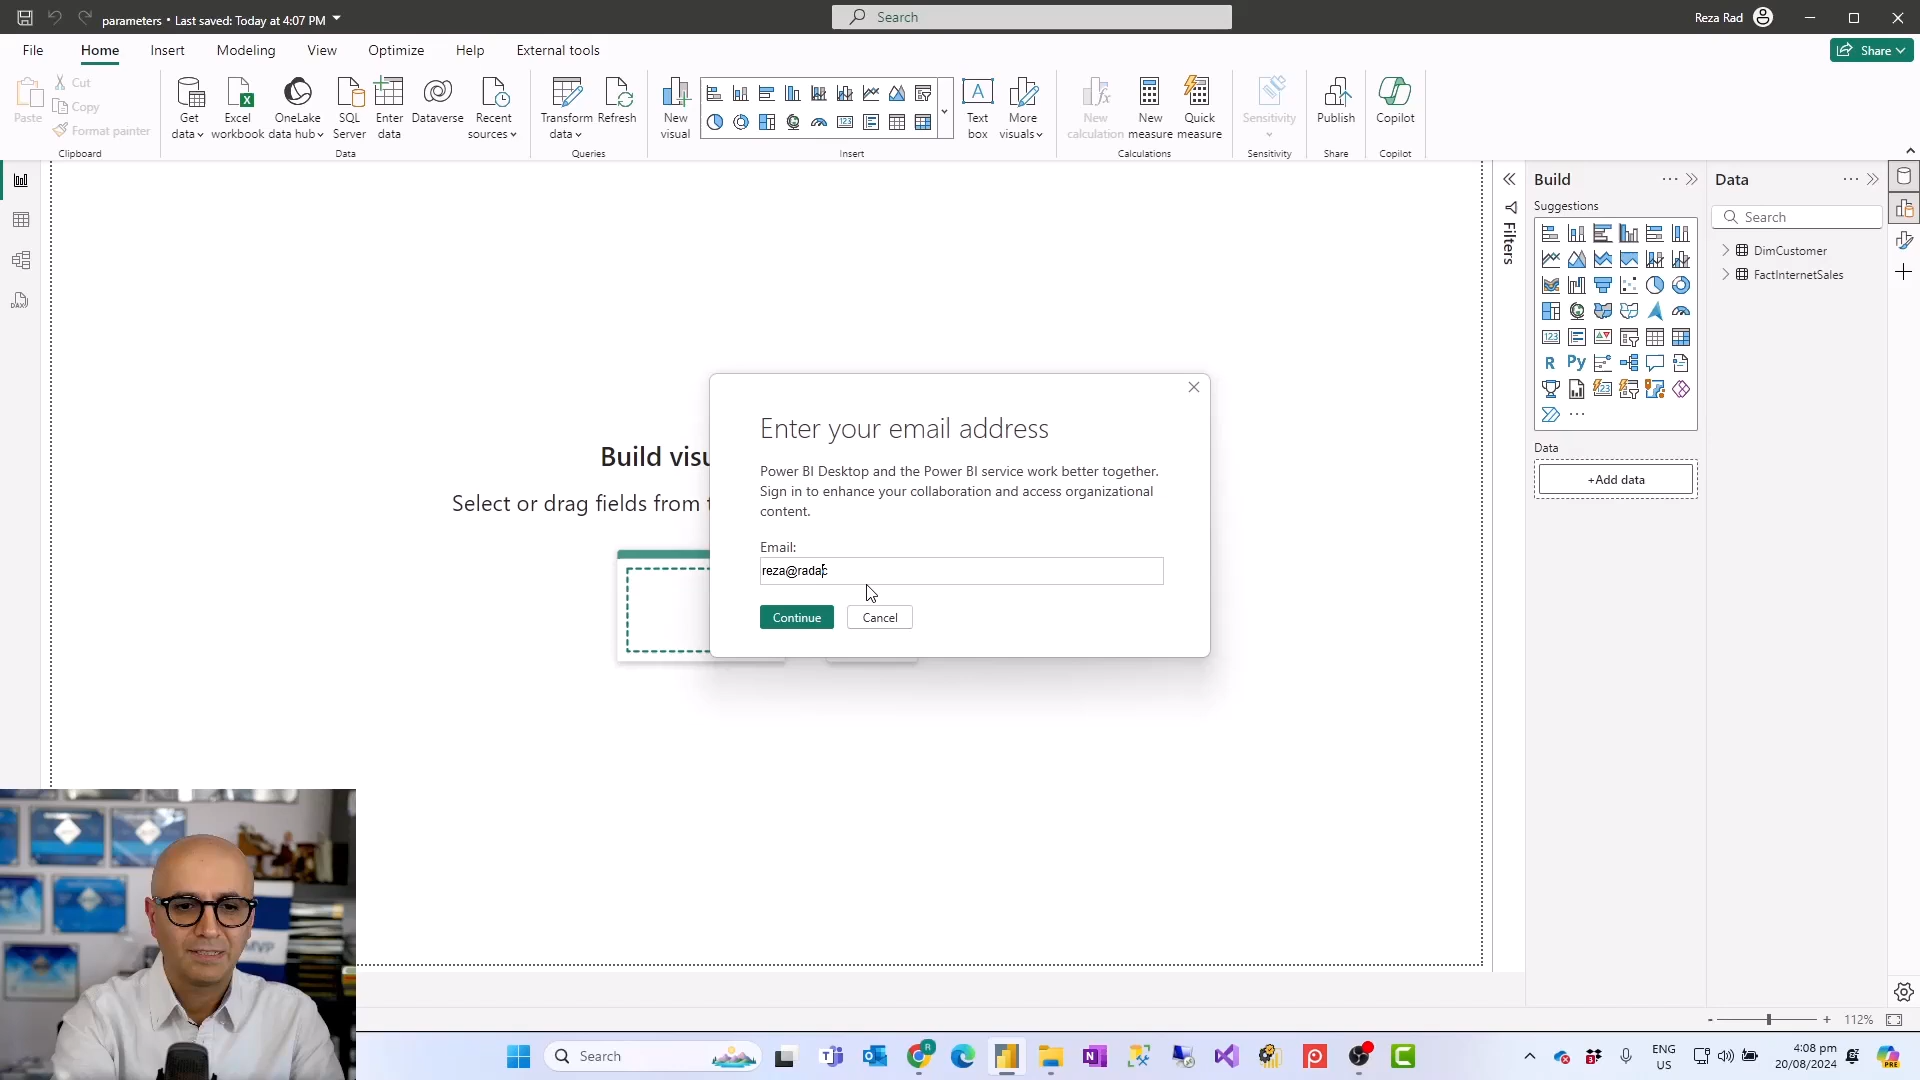 parameters • Last saved: Today at 4:07 PM
Search
Reza Rad
File
Home
Insert
Modeling
View
Optimize
Help
External tools
Share
Paste
Cut
Copy
Format painter
Clipboard
Get data
Excel workbook
OneLake data hub
SQL Server
Enter data
Dataverse
Recent sources
Data
Transform data
Refresh
Queries
New visual
Text box
More visuals
Insert
New calculation
New measure
Quick measure
Calculations
Sensitivity
Sensitivity
Publish
Share
Copilot
Copilot
Build visu
Select or drag fields from t
Enter your email address
Power BI Desktop and the Power BI service work better together.
Sign in to enhance your collaboration and access organizational
content.
Email:
reza@radac
Continue
Cancel
Filters
Build
Suggestions
123
R
Py
Data
+Add data
Data
Search
DimCustomer
FactInternetSales
DAX
MVP
112%
Search
ENG
US
4:08 pm
20/08/2024
PRE